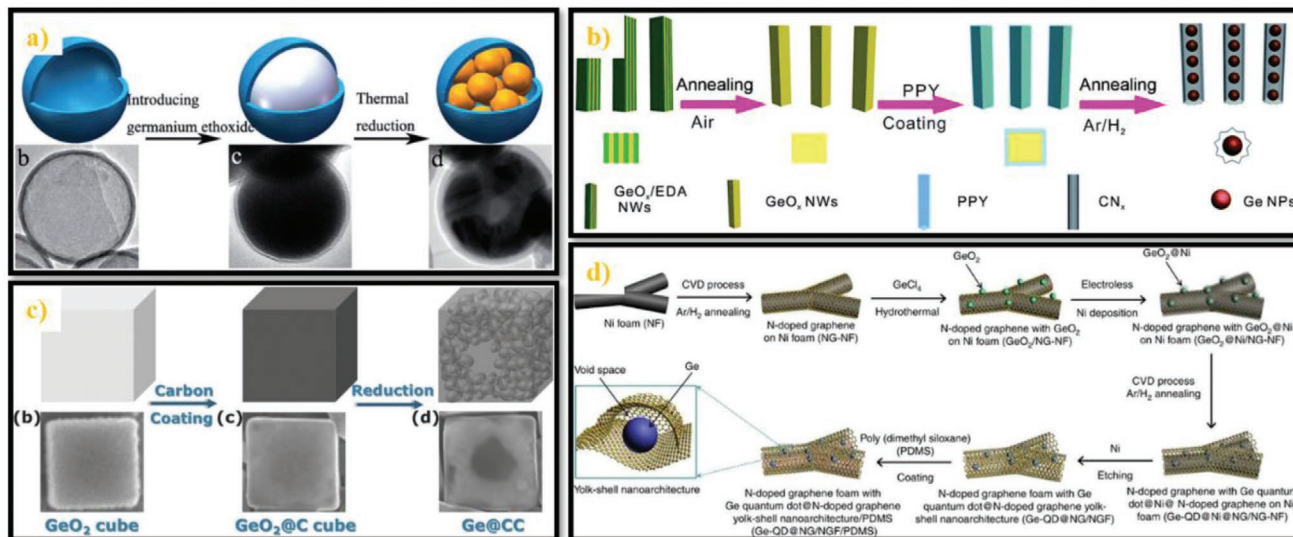 a)
Introducing
germanium ethoxide
Thermal
reduction
b
c
d
b)
Annealing
Air
PPY
Coating
Annealing
Ar/H2
GeOx/EDA
NWs
GeOx NWs
PPY
CNx
Ge NPs
c)
Carbon
Coating
Reduction
(b)
(c)
(d)
GeO2 cube
GeO2@C cube
Ge@CC
d)
Ni foam (NF)
CVD process
Ar/H2 annealing
N-doped graphene
on Ni foam (NG-NF)
GeCl4
Hydrothermal
GeO2
N-doped graphene with GeO2
on Ni foam (GeO2/NG-NF)
Electroless
Ni deposition
GeO2@Ni
N-doped graphene with GeO2@Ni
on Ni foam (GeO2@Ni/NG-NF)
CVD process
Ar/H2 annealing
N-doped graphene with Ge quantum
dot@Ni@ N-doped graphene on Ni
foam (Ge-QD@Ni@NG/NG-NF)
Ni
Etching
N-doped graphene foam with Ge
quantum dot@N-doped graphene yolk-
shell nanoarchitecture (Ge-QD@NG/NGF)
Poly (dimethyl siloxane)
(PDMS)
Coating
N-doped graphene foam with
Ge quantum dot@N-doped graphene
yolk-shell nanoarchitecture/PDMS
(Ge-QD@NG/NGF/PDMS)
Void space
Ge
Yolk-shell nanoarchitecture